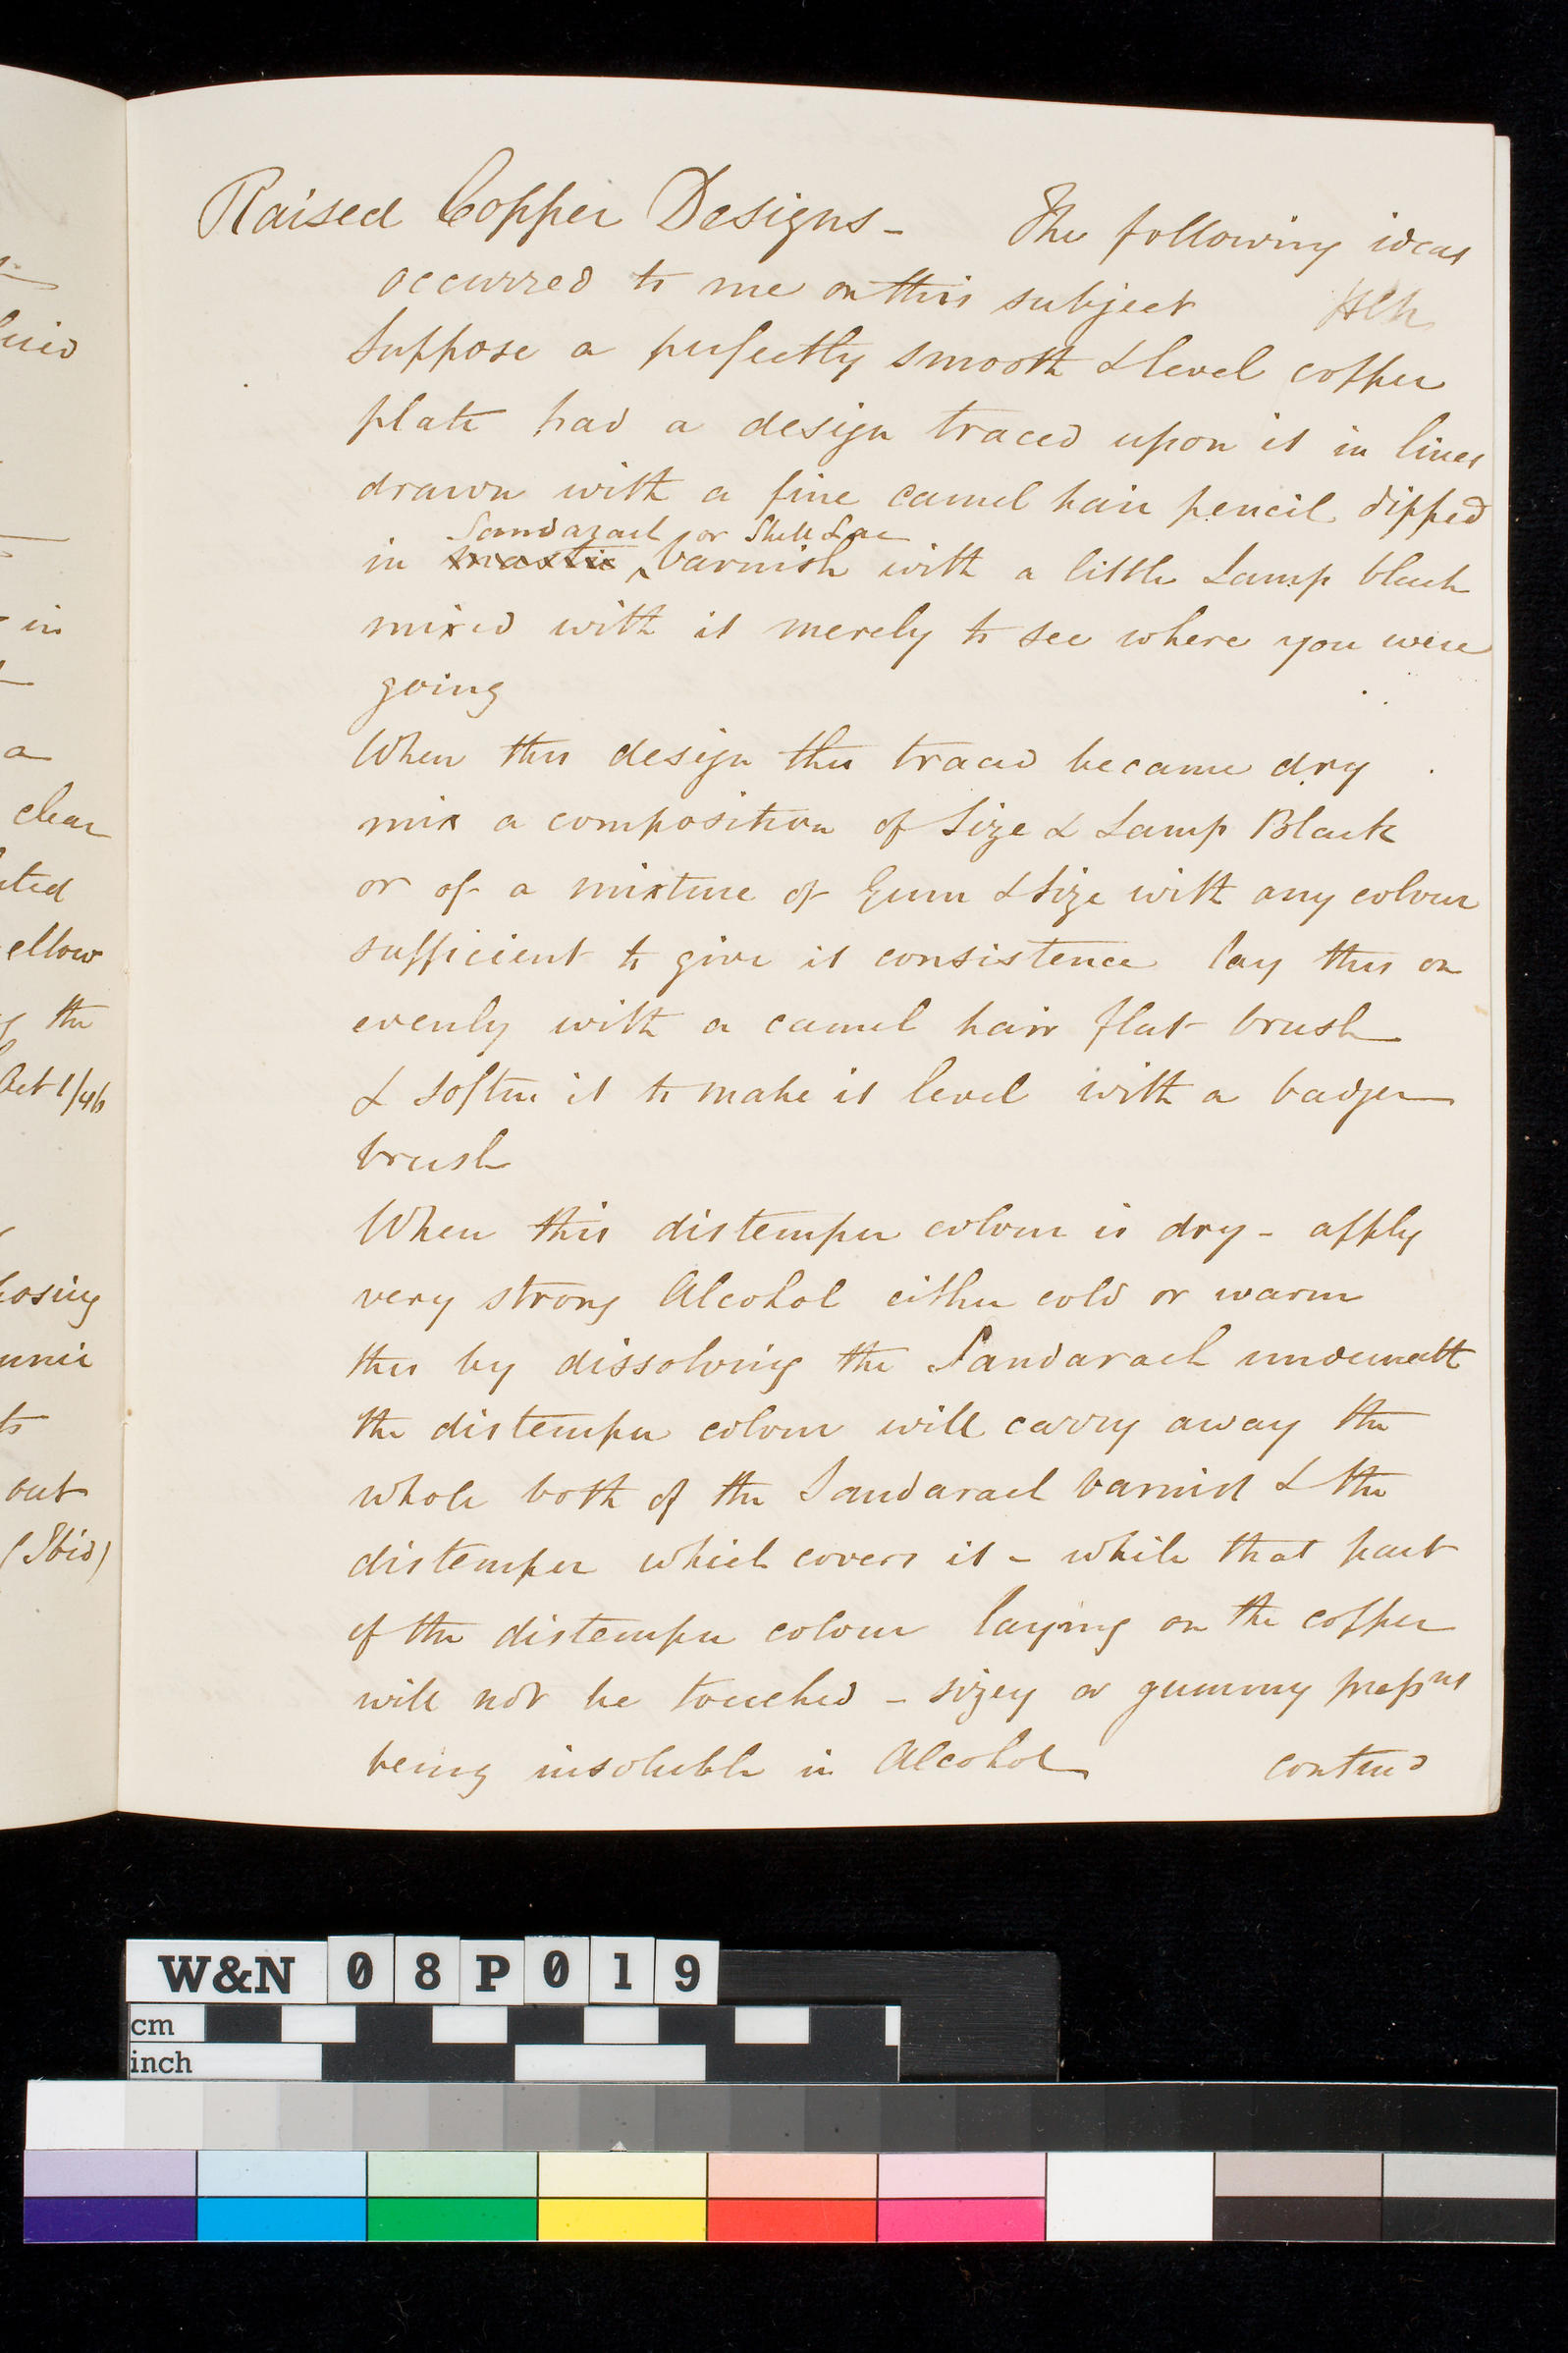 Raised Copper Designs - The following ideas
occurred to me on this subject HCN
Suppose a perfectly smooth & level copper
plate had a design traced upon it in lines
drawn with a fine camel hair pencil dipped
Sandarach or Shell Lac
in mastic ‸ varnish with a little Lamp black
mixed with it merely to see where you were
going
When this design thus traced became dry
mix a composition of Size & Lamp Black
or of a mixture of Gum & Size with any colour
sufficient to give it consistence lay this on
evenly with a camel hair flat brush
& soften it to make it level with a badger
brush
When this distemper colour is dry - apply
very strong Alcohol either cold or warm
this by dissolving the Sandarach underneath
the distemper colour will carry away the
whole both of the Sandarach varnish & the
distemper which covers it - while that part
of the distemper colour laying on the copper
will not be touched - sizey or gummy prepns
being insoluble in Alcohol contind
in
a
clear
ellow
the
Oct 1/46
out
(Ibid)
W&N 08P019
cm
inch